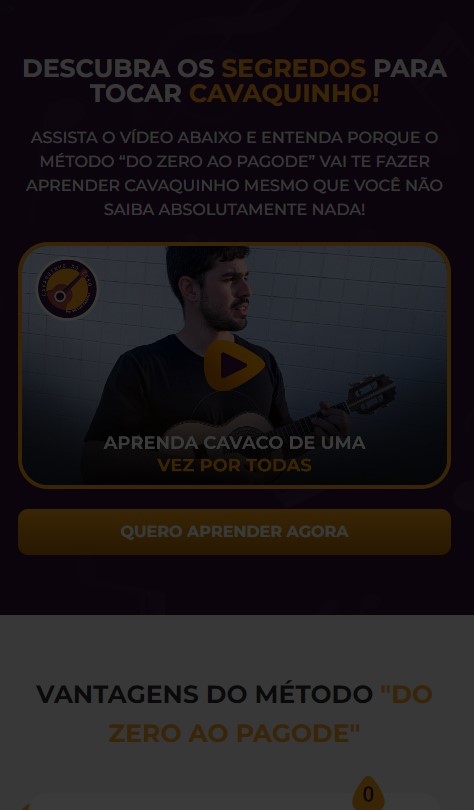 DESCUBRA OS SEGREDOS PARA
TOCAR CAVAQUINHO!
ASSISTA O VÍDEO ABAIXO E ENTENDA PORQUE O
MÉTODO “DO ZERO AO PAGODE” VAI TE FAZER
APRENDER CAVAQUINHO MESMO QUE VOCÊ NÃO
SAIBA ABSOLUTAMENTE NADA!
APRENDA CAVACO DE UMA
VEZ POR TODAS
QUERO APRENDER AGORA
VANTAGENS DO MÉTODO "DO
ZERO AO PAGODE"
0